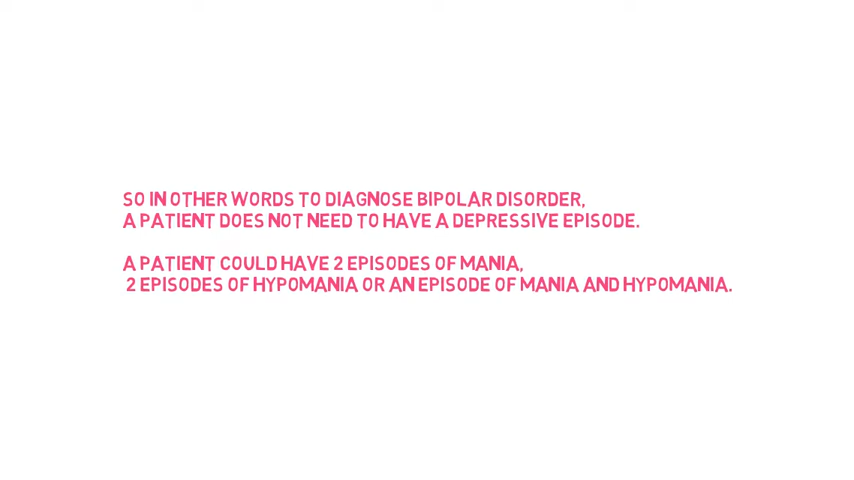 SO IN OTHER WORDS TO DIAGNOSE BIPOLAR DISORDER,
A PATIENT DOES NOT NEED TO HAVE A DEPRESSIVE EPISODE.
A PATIENT COULD HAVE 2 EPISODES OF MANIA,
2 EPISODES OF HYPOMANIA OR AN EPISODE OF MANIA AND HYPOMANIA.